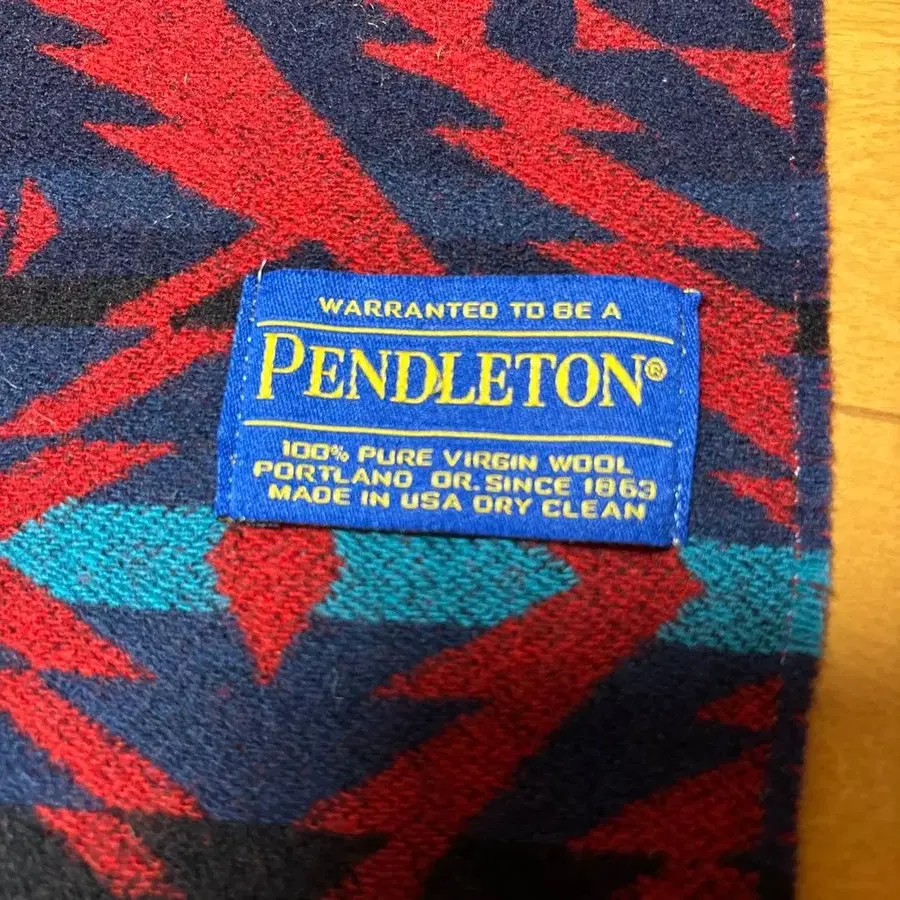 WARRANTED TO BE A
PENDLETON®
100% PURE VIRGIN WOOL
PORTLAND OR. SINCE 1863
MADE IN USA DRY CLEAN